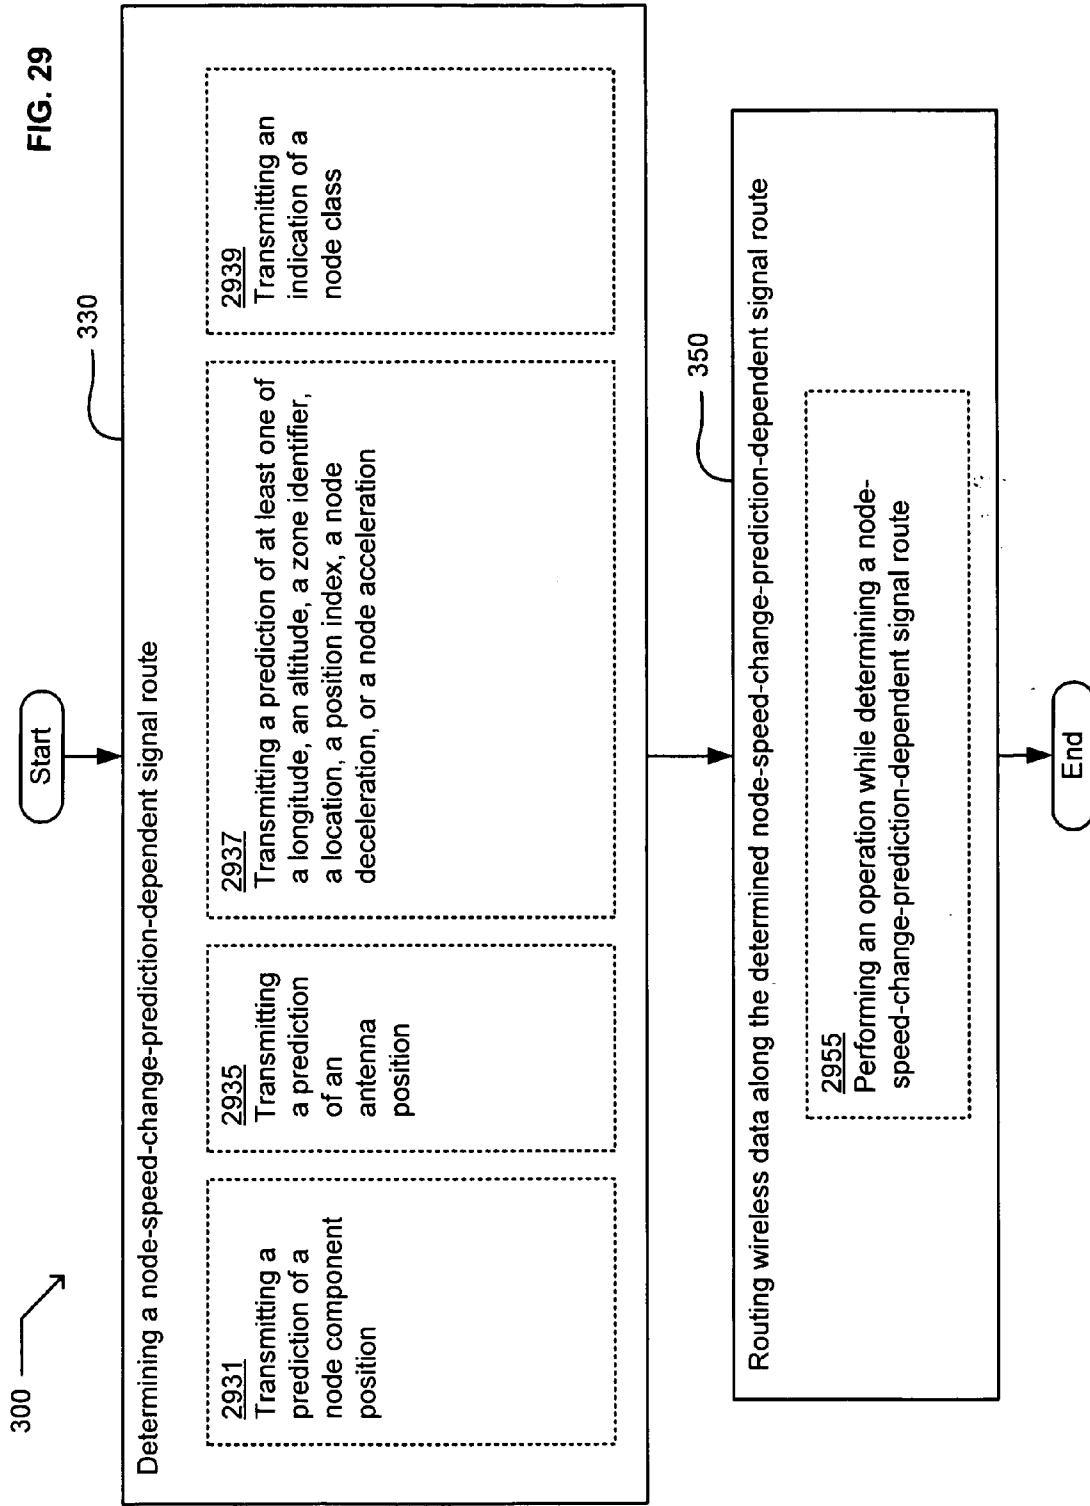 FIG. 29
300
Start
330
Determining a node-speed-change-prediction-dependent signal route
2931
Transmitting a
prediction of a
node component
position
2935
Transmitting
a prediction
of an
antenna
position
2937
Transmitting a prediction of at least one of
a longitude, an altitude, a zone identifier,
a location, a position index, a node
deceleration, or a node acceleration
2939
Transmitting an
indication of a
node class
350
Routing wireless data along the determined node-speed-change-prediction-dependent signal route
2955
Performing an operation while determining a node-
speed-change-prediction-dependent signal route
End